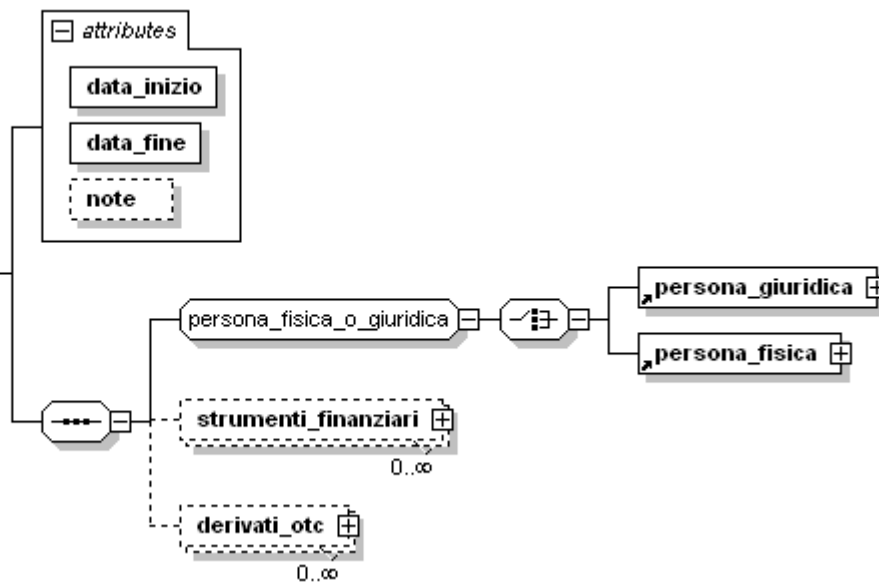 attributes
data_inizio
data_fine
note
persona_fisica_o_giuridica
persona_giuridica
persona_fisica
strumenti_finanziari
0..∞
derivati_otc
0..∞